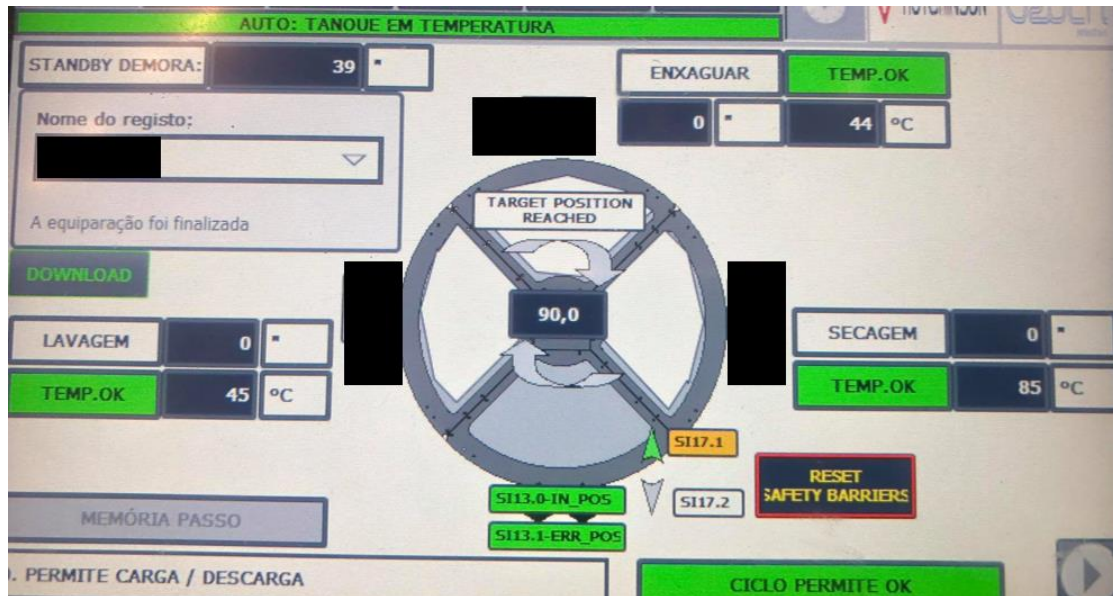 AUTO: TANQUE EM TEMPERATURA
HUTCHINSON
STANDBY DEMORA: 39 "
ENXAGUAR TEMP.OK
0 " 44 ºC
Nome do registo:
A equiparação foi finalizada
TARGET POSITION
REACHED
DOWNLOAD
90,0
LAVAGEM 0 "
TEMP.OK 45 ºC
SECAGEM 0 "
TEMP.OK 85 ºC
SI17.1
SI13.0-IN_POS
SI17.2
RESET
SAFETY BARRIERS
MEMÓRIA PASSO
SI13.1-ERR_POS
. PERMITE CARGA / DESCARGA
CICLO PERMITE OK